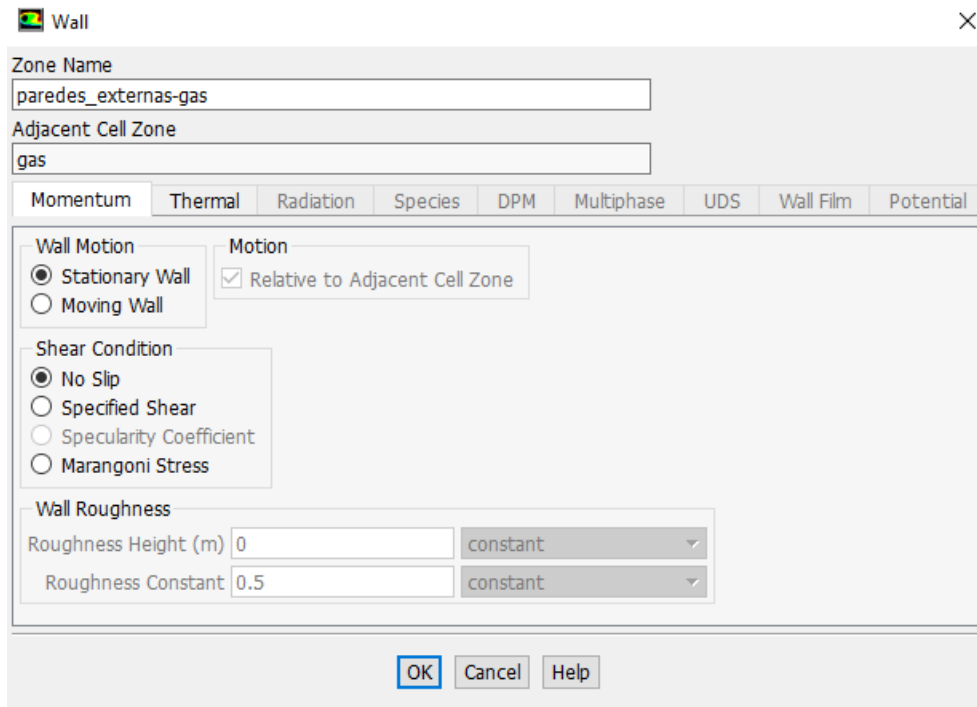 Wall
Zone Name
paredes_externas-gas
Adjacent Cell Zone
gas
Momentum Thermal Radiation Species DPM Multiphase UDS Wall Film Potential
Wall Motion Motion
Stationary Wall Relative to Adjacent Cell Zone
Moving Wall
Shear Condition
No Slip
Specified Shear
Specularity Coefficient
Marangoni Stress
Wall Roughness
Roughness Height (m) 0 constant
Roughness Constant 0.5 constant
OK Cancel Help